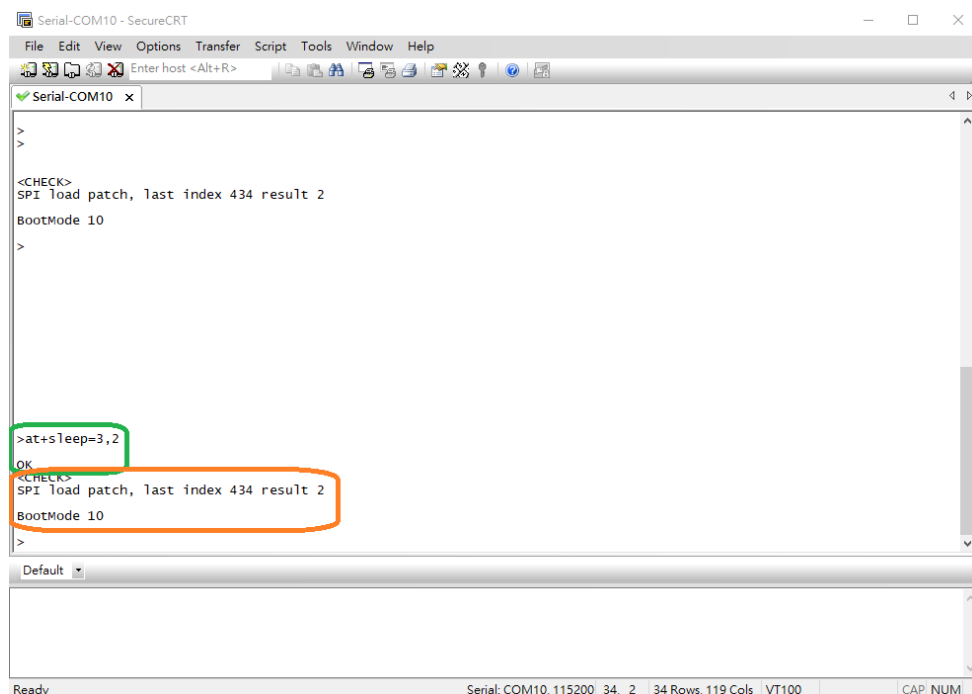 Serial-COM10 - SecureCRT
File Edit View Options Transfer Script Tools Window Help
Enter host <Alt+R>
Serial-COM10 x
>
>
<CHECK>
SPI load patch, last index 434 result 2
BootMode 10
>
>at+sleep=3,2
OK
<CHECK>
SPI load patch, last index 434 result 2
BootMode 10
>
Default
Ready Serial: COM10, 115200 34, 2 34 Rows, 119 Cols VT100 CAP NUM